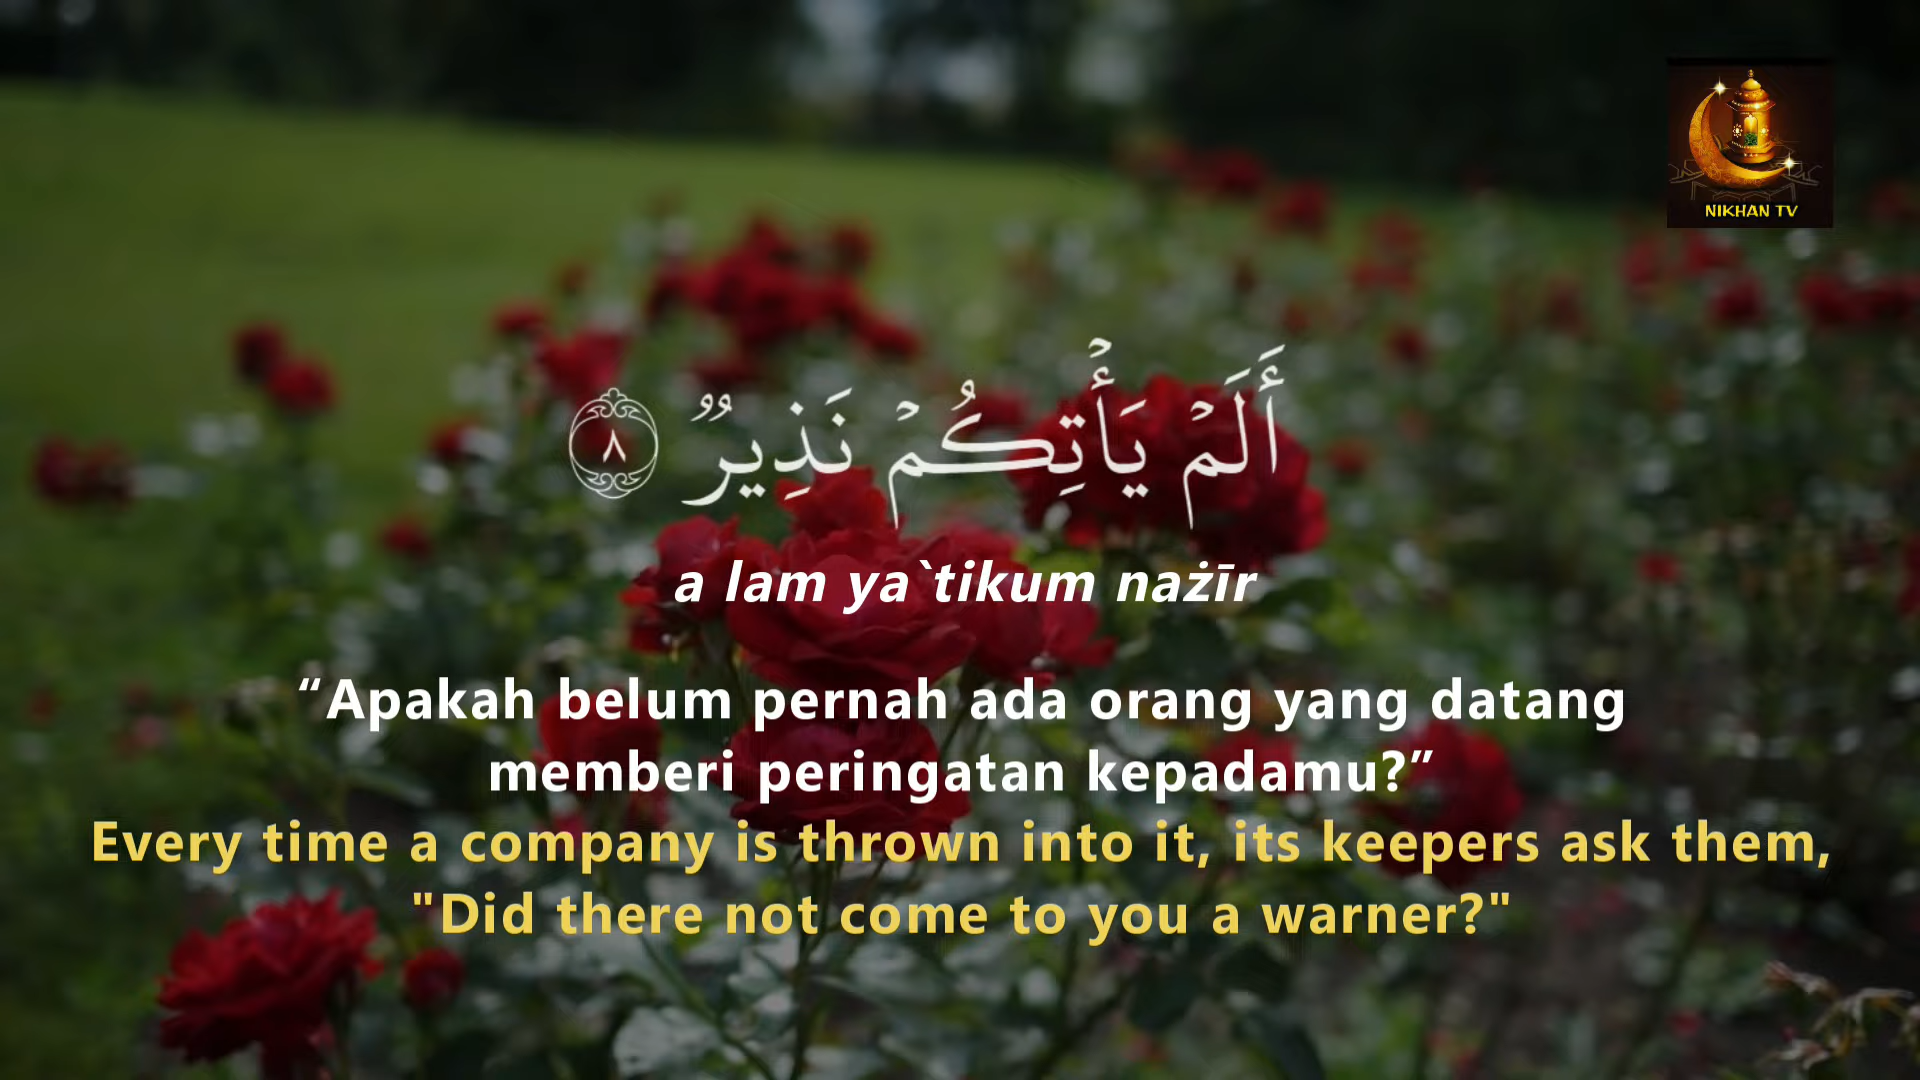 NIKHAN TV
أَلَمْ يَأْتِكُمْ نَذِيرٌ ٨
a lam ya`tikum nażīr
“Apakah belum pernah ada orang yang datang
memberi peringatan kepadamu?”
Every time a company is thrown into it, its keepers ask them,
"Did there not come to you a warner?"